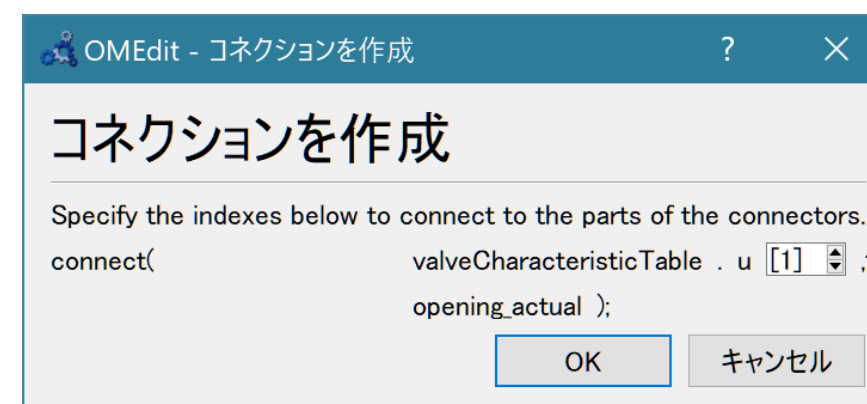 OMEdit - コネクションを作成 ? ×
コネクションを作成
Specify the indexes below to connect to the parts of the connectors.
connect( valveCharacteristicTable . u [1] ,
opening_actual );
OK キャンセル